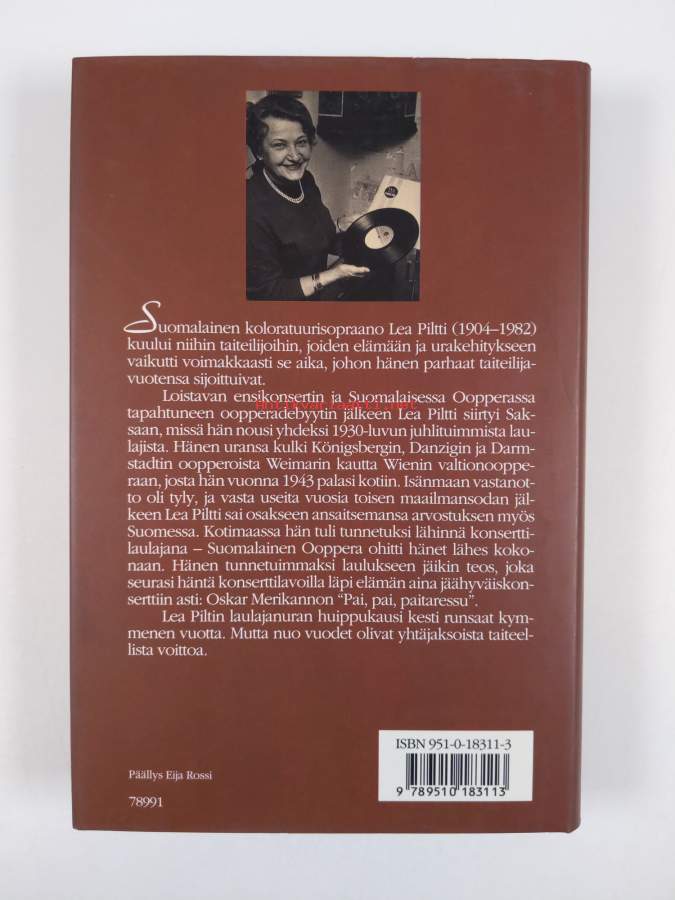 Suomalainen koloratuurisopraano Lea Piltti (1904–1982)
kuului niihin taiteilijoihin, joiden elämään ja urakehitykseen
vaikutti voimakkaasti se aika, johon hänen parhaat taiteilija-
vuotensa sijoittuivat.
Loistavan ensikonsertin ja Suomalaisessa Oopperassa
Antikvariaatti.net
tapahtuneen oopperadebyytin jälkeen Lea Piltti siirtyi Sak-
saan, missä hän nousi yhdeksi 1930-luvun juhlituimmista lau-
lajista. Hänen uransa kulki Königsbergin, Danzigin ja Darm-
stadtin oopperoista Weimarin kautta Wienin valtionooppe-
raan, josta hän vuonna 1943 palasi kotiin. Isänmaan vastanot-
to oli tyly, ja vasta useita vuosia toisen maailmansodan jäl-
keen Lea Piltti sai osakseen ansaitsemansa arvostuksen myös
Suomessa. Kotimaassa hän tuli tunnetuksi lähinnä konsertti-
laulajana – Suomalainen Ooppera ohitti hänet lähes koko-
naan. Hänen tunnetuimmaksi laulukseen jäikin teos, joka
seurasi häntä konserttilavoilla läpi elämän aina jäähyväiskon-
serttiin asti: Oskar Merikannon ”Pai, pai, paitaressu”.
Lea Piltin laulajanuran huippukausi kesti runsaat kym-
menen vuotta. Mutta nuo vuodet olivat yhtäjaksoista taiteel-
lista voittoa.
ISBN 951-0-18311-3
9 789510 183113
Päällys Eija Rossi
78991